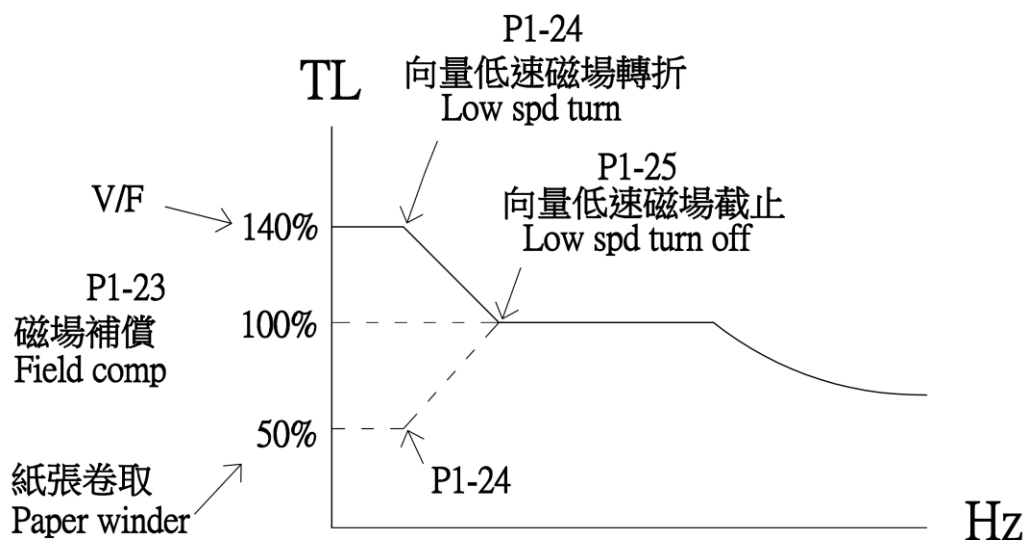 P1-24
向量低速磁場轉折
Low spd turn
TL
P1-25
向量低速磁場截止
Low spd turn off
V/F
140%
P1-23
磁場補償
Field comp
100%
50%
P1-24
紙張卷取
Paper winder
Hz